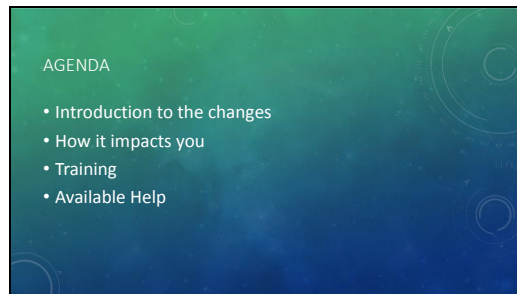 AGENDA
• Introduction to the changes
• How it impacts you
• Training
• Available Help